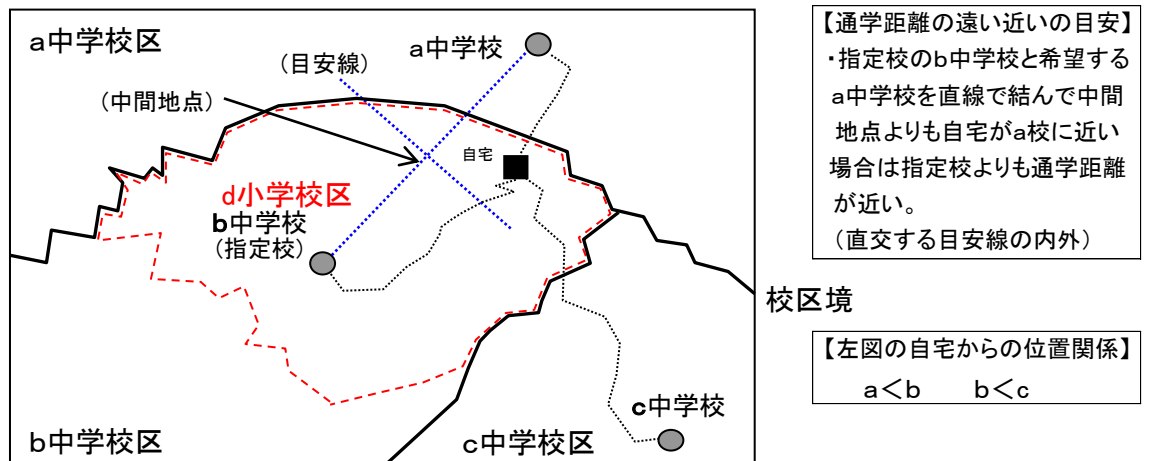 a中学校区
a中学校
(目安線)
(中間地点)
自宅
d小学校区
b中学校
(指定校)
c中学校
b中学校区
c中学校区
校区境
【通学距離の遠い近いの目安】
・指定校のb中学校と希望する
a中学校を直線で結んで中間
地点よりも自宅がa校に近い
場合は指定校よりも通学距離
が近い。
(直交する目安線の内外)
【左図の自宅からの位置関係】
a<b b<c